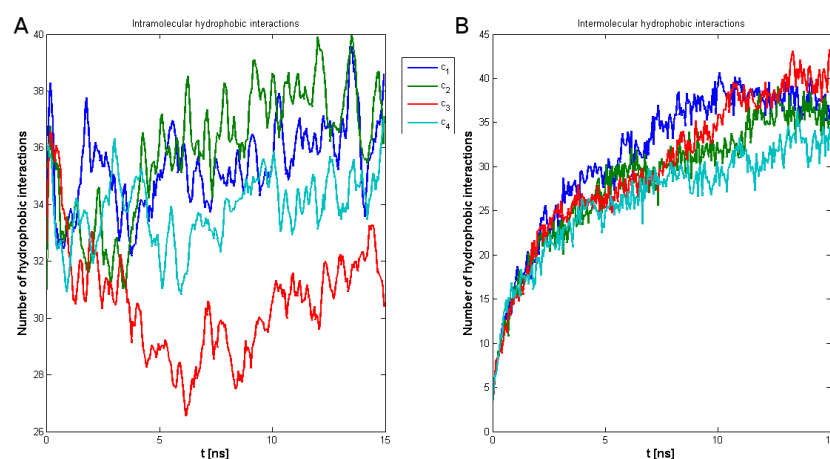 A
Intramolecular hydrophobic interactions
Number of hydrophobic interactions
40
38
36
34
32
30
28
26
0
5
10
15
t [ns]
c1
c2
c3
c4
B
Intermolecular hydrophobic interactions
Number of hydrophobic interactions
45
40
35
30
25
20
15
10
5
0
0
5
10
t [ns]